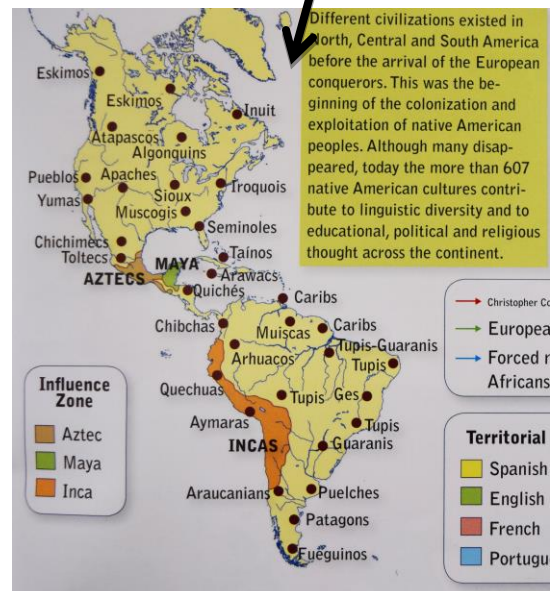 Different civilizations existed in
North, Central and South America
before the arrival of the European
conquerors. This was the be-
ginning of the colonization and
exploitation of native American
peoples. Although many disap-
peared, today the more than 607
native American cultures contri-
bute to linguistic diversity and to
educational, political and religious
thought across the continent.
Eskimos
Eskimos
Inuit
Atapascos
Algonquins
Pueblos
Apaches
Sioux
Iroquois
Yumas
Muscogis
Seminoles
Chichimecs
Toltecs
MAYA
Taínos
AZTECS
Arawacs
Quichés
Caribs
Chibchas
Muiscas
Caribs
Arhuacos
Tupis-Guaranis
Tupis
Quechuas
Tupis
Ges
Aymaras
Tupis
INCAS
Guaranis
Araucanians
Puelches
Patagons
Fueguinos
Influence
Zone
Aztec
Maya
Inca
Christopher Co
Europea
Forced r
Africans
Territorial
Spanish
English
French
Portugu